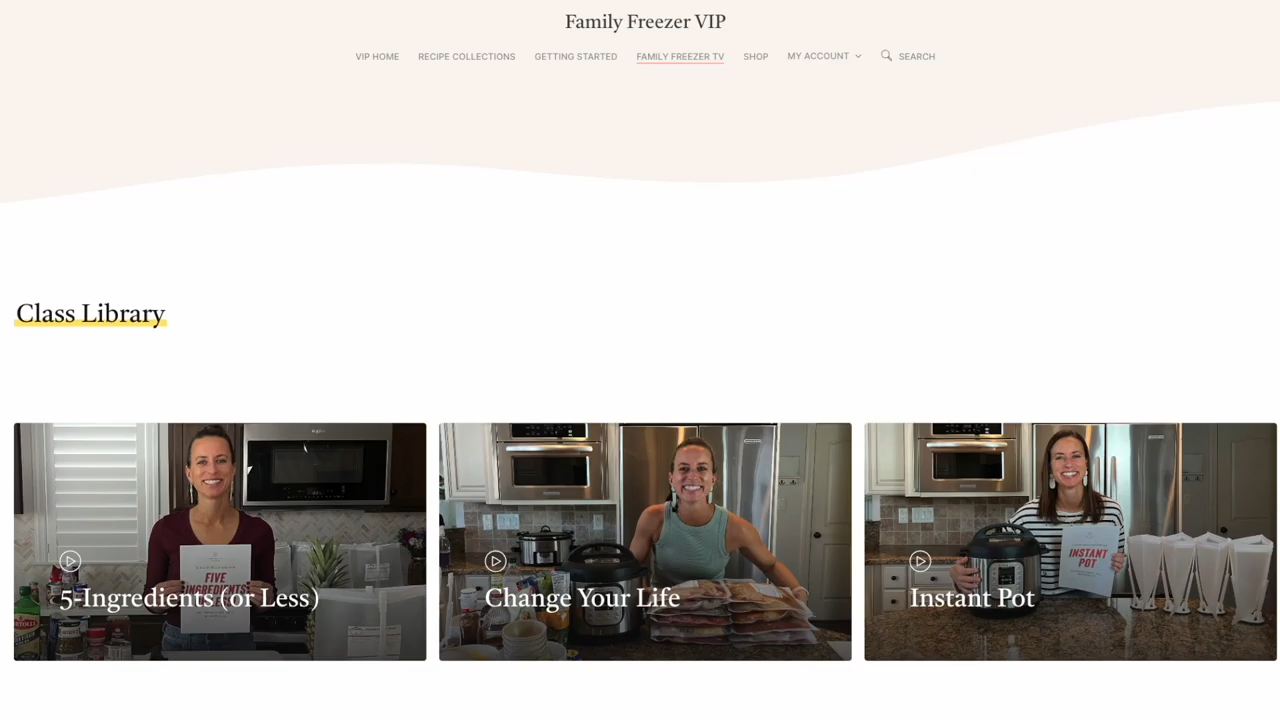 Family Freezer VIP
VIP HOME RECIPE COLLECTIONS GETTING STARTED FAMILY FREEZER TV SHOP MY ACCOUNT SEARCH
Class Library
FIVE
INGREDIENTS
5-Ingredients (or Less)
Change Your Life
INSTANT
POT
Instant Pot